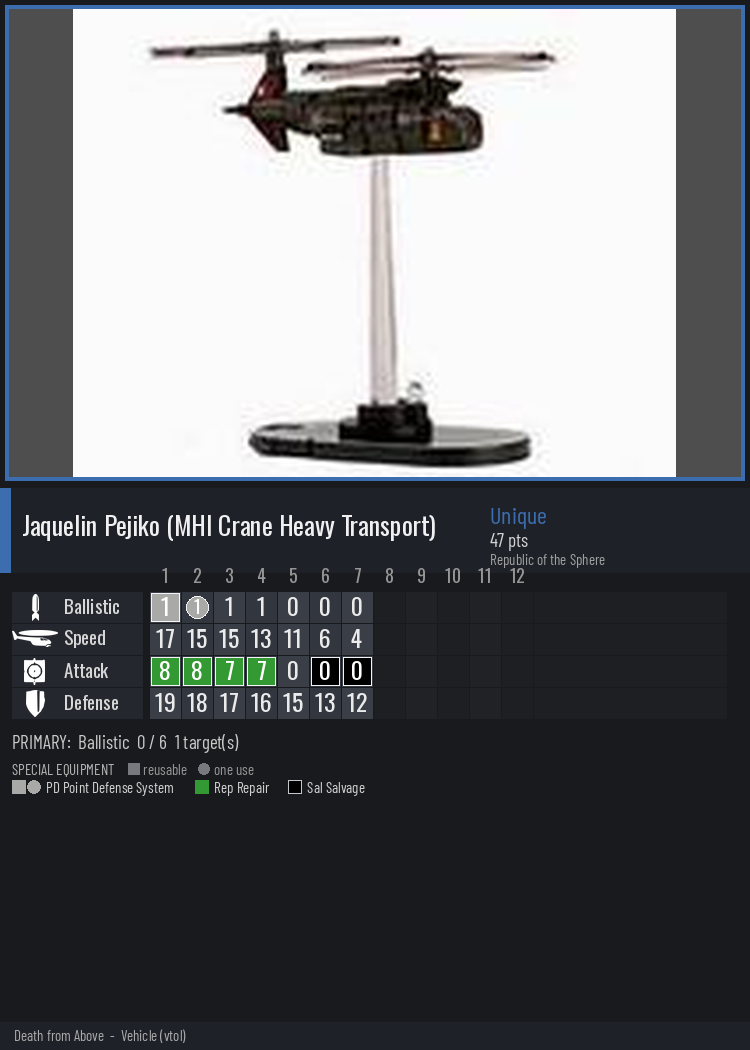 Jaquelin Pejiko (MHI Crane Heavy Transport)
Unique
47 pts
Republic of the Sphere
1 2 3 4 5 6 7 8 9 10 11 12
Ballistic 1 1 1 1 0 0 0
Speed 17 15 15 13 11 6 4
Attack 8 8 7 7 0 0 0
Defense 19 18 17 16 15 13 12
PRIMARY: Ballistic 0 / 6 1 target(s)
SPECIAL EQUIPMENT reusable one use
PD Point Defense System Rep Repair Sal Salvage
Death from Above - Vehicle (vtol)